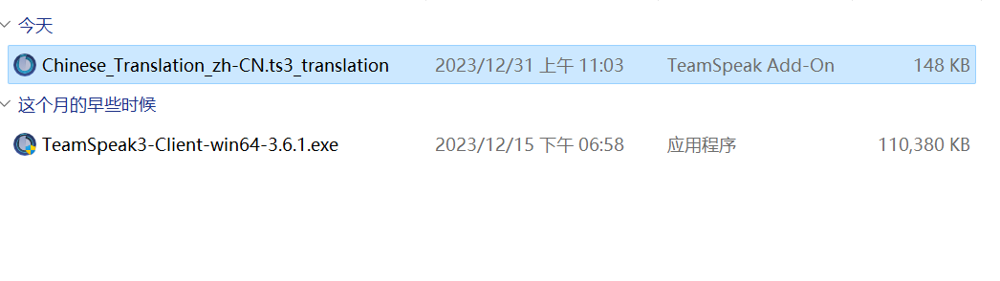 今天
Chinese_Translation_zh-CN.ts3_translation 2023/12/31 上午 11:03 TeamSpeak Add-On 148 KB
这个月的早些时候
TeamSpeak3-Client-win64-3.6.1.exe 2023/12/15 下午 06:58 应用程序 110,380 KB